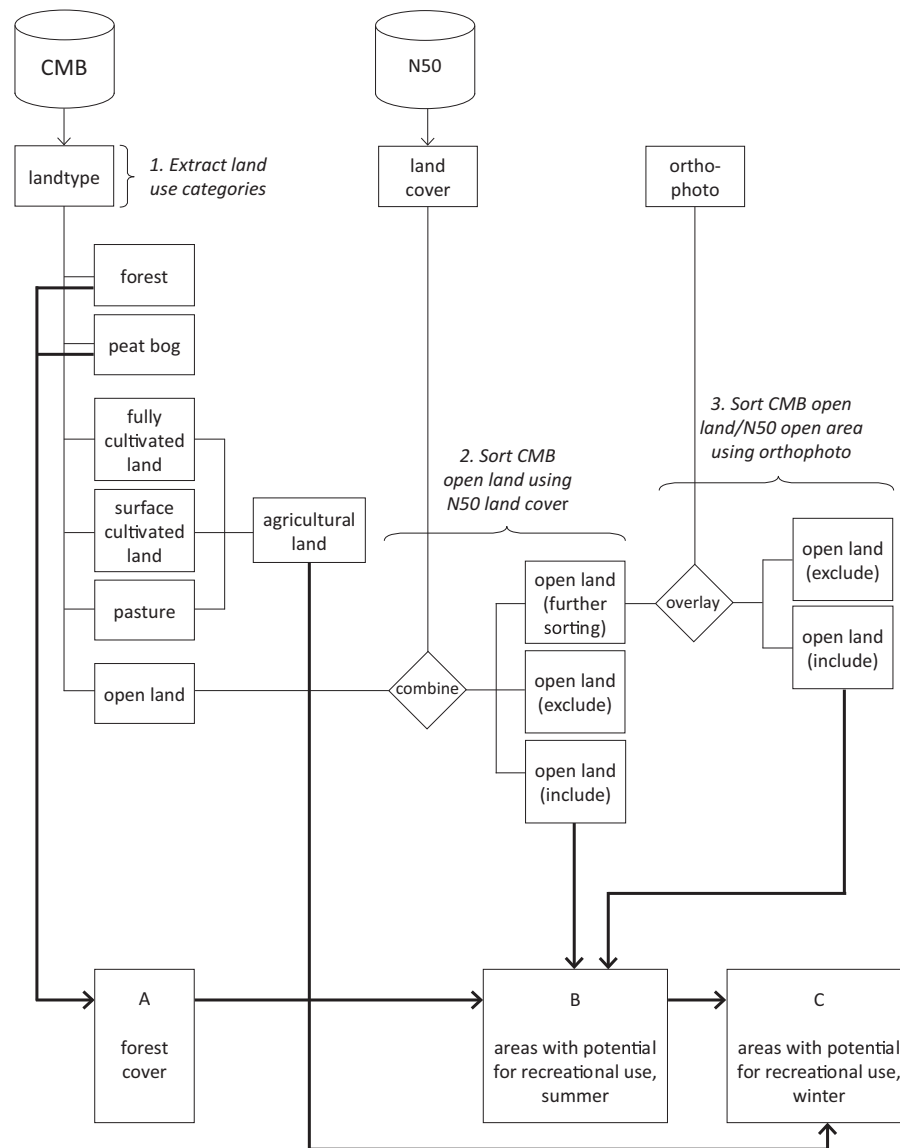 CMB
N50
landtype
1. Extract land
use categories
land
cover
ortho-
photo
forest
peat bog
fully
cultivated
land
surface
cultivated
land
pasture
open land
agricultural
land
2. Sort CMB
open land using
N50 land cover
combine
open land
(further
sorting)
open land
(exclude)
open land
(include)
3. Sort CMB open
land/N50 open area
using orthophoto
overlay
open land
(exclude)
open land
(include)
A
forest
cover
B
areas with potential
for recreational use,
summer
C
areas with potential
for recreational use,
winter